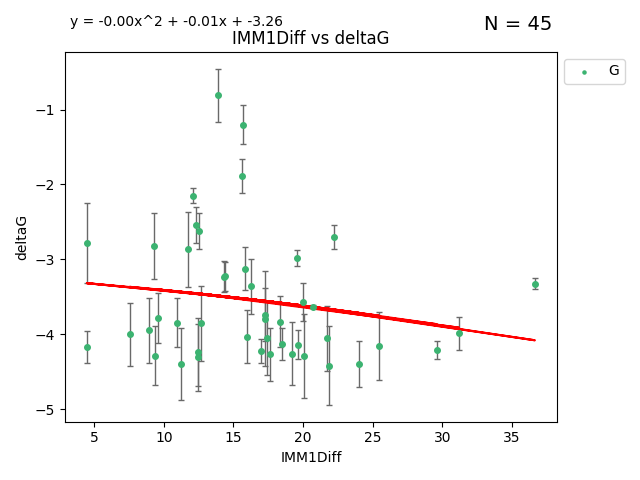 y = -0.00x^2 + -0.01x + -3.26
N = 45
IMM1Diff vs deltaG
G
deltaG
−1
−2
−3
−4
−5
5 10 15 20 25 30 35
IMM1Diff